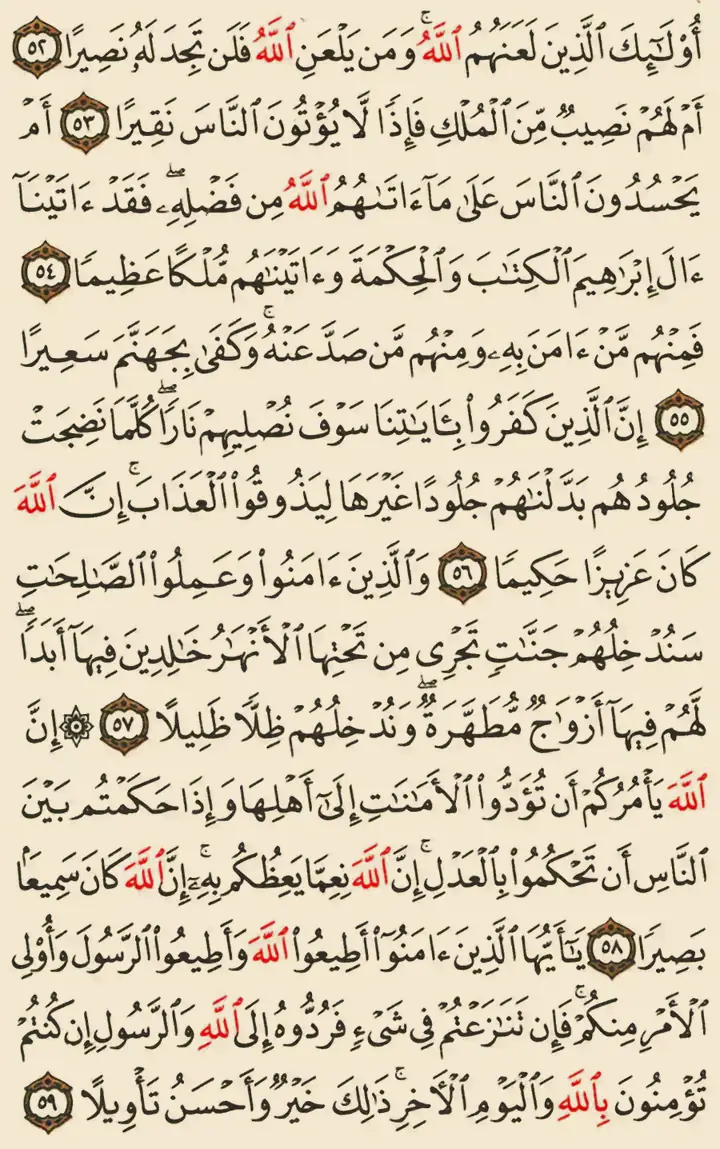 أُوْلَـٰٓئِكَ ٱلَّذِينَ لَعَنَهُمُ ٱللَّهُۖ وَمَن يَلْعَنِ ٱللَّهُ فَلَن تَجِدَ لَهُۥ نَصِيرًا ٥٢
أَمْ لَهُمْ نَصِيبٌ مِّنَ ٱلْمُلْكِ فَإِذًا لَّا يُؤْتُونَ ٱلنَّاسَ نَقِيرًا ٥٣ أَمْ
يَحْسُدُونَ ٱلنَّاسَ عَلَىٰ مَآ ءَاتَىٰهُمُ ٱللَّهُ مِن فَضْلِهِۦۖ فَقَدْ ءَاتَيْنَآ
ءَالَ إِبْرَٰهِيمَ ٱلْكِتَـٰبَ وَٱلْحِكْمَةَ وَءَاتَيْنَـٰهُم مُّلْكًا عَظِيمًا ٥٤
فَمِنْهُم مَّنْ ءَامَنَ بِهِۦ وَمِنْهُم مَّن صَدَّ عَنْهُۚ وَكَفَىٰ بِجَهَنَّمَ سَعِيرًا
٥٥ إِنَّ ٱلَّذِينَ كَفَرُوا۟ بِـَٔايَـٰتِنَا سَوْفَ نُصْلِيهِمْ نَارًاۖ كُلَّمَا نَضِجَتْ
جُلُودُهُم بَدَّلْنَـٰهُمْ جُلُودًا غَيْرَهَا لِيَذُوقُوا۟ ٱلْعَذَابَۚ إِنَّ ٱللَّهَ
كَانَ عَزِيزًا حَكِيمًا ٥٦ وَٱلَّذِينَ ءَامَنُوا۟ وَعَمِلُوا۟ ٱلصَّـٰلِحَـٰتِ
سَنُدْخِلُهُمْ جَنَّـٰتٍ تَجْرِى مِن تَحْتِهَا ٱلْأَنْهَـٰرُ خَـٰلِدِينَ فِيهَآ أَبَدًاۖ
لَّهُمْ فِيهَآ أَزْوَٰجٌ مُّطَهَّرَةٌۖ وَنُدْخِلُهُمْ ظِلًّا ظَلِيلًا ٥٧ ۞ إِنَّ
ٱللَّهَ يَأْمُرُكُمْ أَن تُؤَدُّوا۟ ٱلْأَمَـٰنَـٰتِ إِلَىٰٓ أَهْلِهَا وَإِذَا حَكَمْتُم بَيْنَ
ٱلنَّاسِ أَن تَحْكُمُوا۟ بِٱلْعَدْلِۚ إِنَّ ٱللَّهَ نِعِمَّا يَعِظُكُم بِهِۦٓۚ إِنَّ ٱللَّهَ كَانَ سَمِيعًۢا
بَصِيرًا ٥٨ يَـٰٓأَيُّهَا ٱلَّذِينَ ءَامَنُوٓا۟ أَطِيعُوا۟ ٱللَّهَ وَأَطِيعُوا۟ ٱلرَّسُولَ وَأُو۟لِى
ٱلْأَمْرِ مِنكُمْۚ فَإِن تَنَـٰزَعْتُمْ فِى شَىْءٍ فَرُدُّوهُ إِلَى ٱللَّهِ وَٱلرَّسُولِ إِن كُنتُمْ
تُؤْمِنُونَ بِٱللَّهِ وَٱلْيَوْمِ ٱلْـَٔاخِرِۚ ذَٰلِكَ خَيْرٌ وَأَحْسَنُ تَأْوِيلًا ٥٩